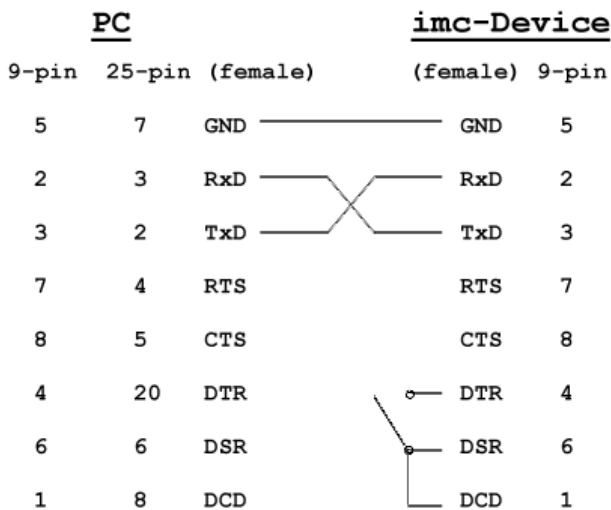 PC imc-Device
9-pin 25-pin (female) (female) 9-pin
5 7 GND GND 5
2 3 RxD RxD 2
3 2 TxD TxD 3
7 4 RTS RTS 7
8 5 CTS CTS 8
4 20 DTR DTR 4
6 6 DSR DSR 6
1 8 DCD DCD 1